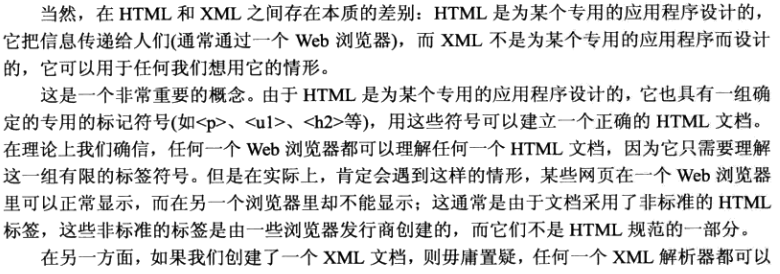 当然，在 HTML 和 XML 之间存在本质的差别：HTML 是为某个专用的应用程序设计的，
它把信息传递给人们(通常通过一个 Web 浏览器)，而 XML 不是为某个专用的应用程序而设计
的，它可以用于任何我们想用它的情形。
这是一个非常重要的概念。由于 HTML 是为某个专用的应用程序设计的，它也具有一组确
定的专用的标记符号(如<p>、<u1>、<h2>等)，用这些符号可以建立一个正确的 HTML 文档。
在理论上我们确信，任何一个 Web 浏览器都可以理解任何一个 HTML 文档，因为它只需要理解
这一组有限的标签符号。但是在实际上，肯定会遇到这样的情形，某些网页在一个 Web 浏览器
里可以正常显示，而在另一个浏览器里却不能显示；这通常是由于文档采用了非标准的 HTML
标签，这些非标准的标签是由一些浏览器发行商创建的，而它们不是 HTML 规范的一部分。
在另一方面，如果我们创建了一个 XML 文档，则毋庸置疑，任何一个 XML 解析器都可以